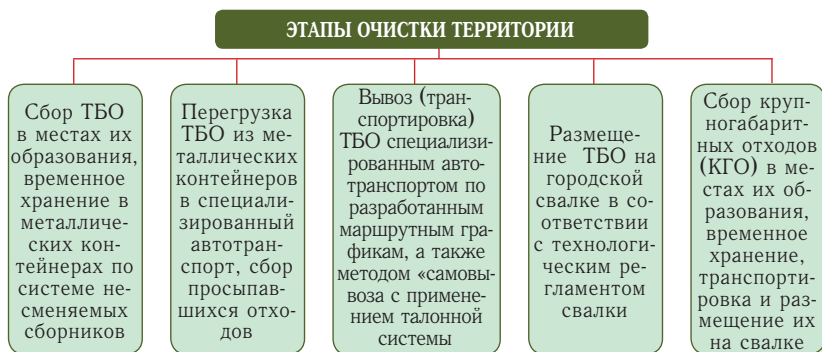 ЭТАПЫ ОЧИСТКИ ТЕРРИТОРИИ
Сбор ТБО
в местах их
образования,
временное
хранение в
металличе-
ских кон-
тейнерах по
системе не-
сменяемых
сборников
Перегрузка
ТБО из ме-
таллических
контейнеров
в специали-
зированный
автотран-
спорт, сбор
просыпав-
шихся отхо-
дов
Вывоз (тран-
спортировка)
ТБО специализи-
рованным авто-
транспортом по
разработанным
маршрутным гра-
фикам, а также
методом «самовы-
воза с примене-
нием талонной
системы
Размеще-
ние ТБО на
городской
свалке в со-
ответствии
с технологи-
ческим ре-
гламентом
свалки
Сбор круп-
ногабарит-
ных отходов
(КГО) в ме-
стах их об-
разования,
временное
хранение,
транспорти-
ровка и раз-
мещение их
на свалке